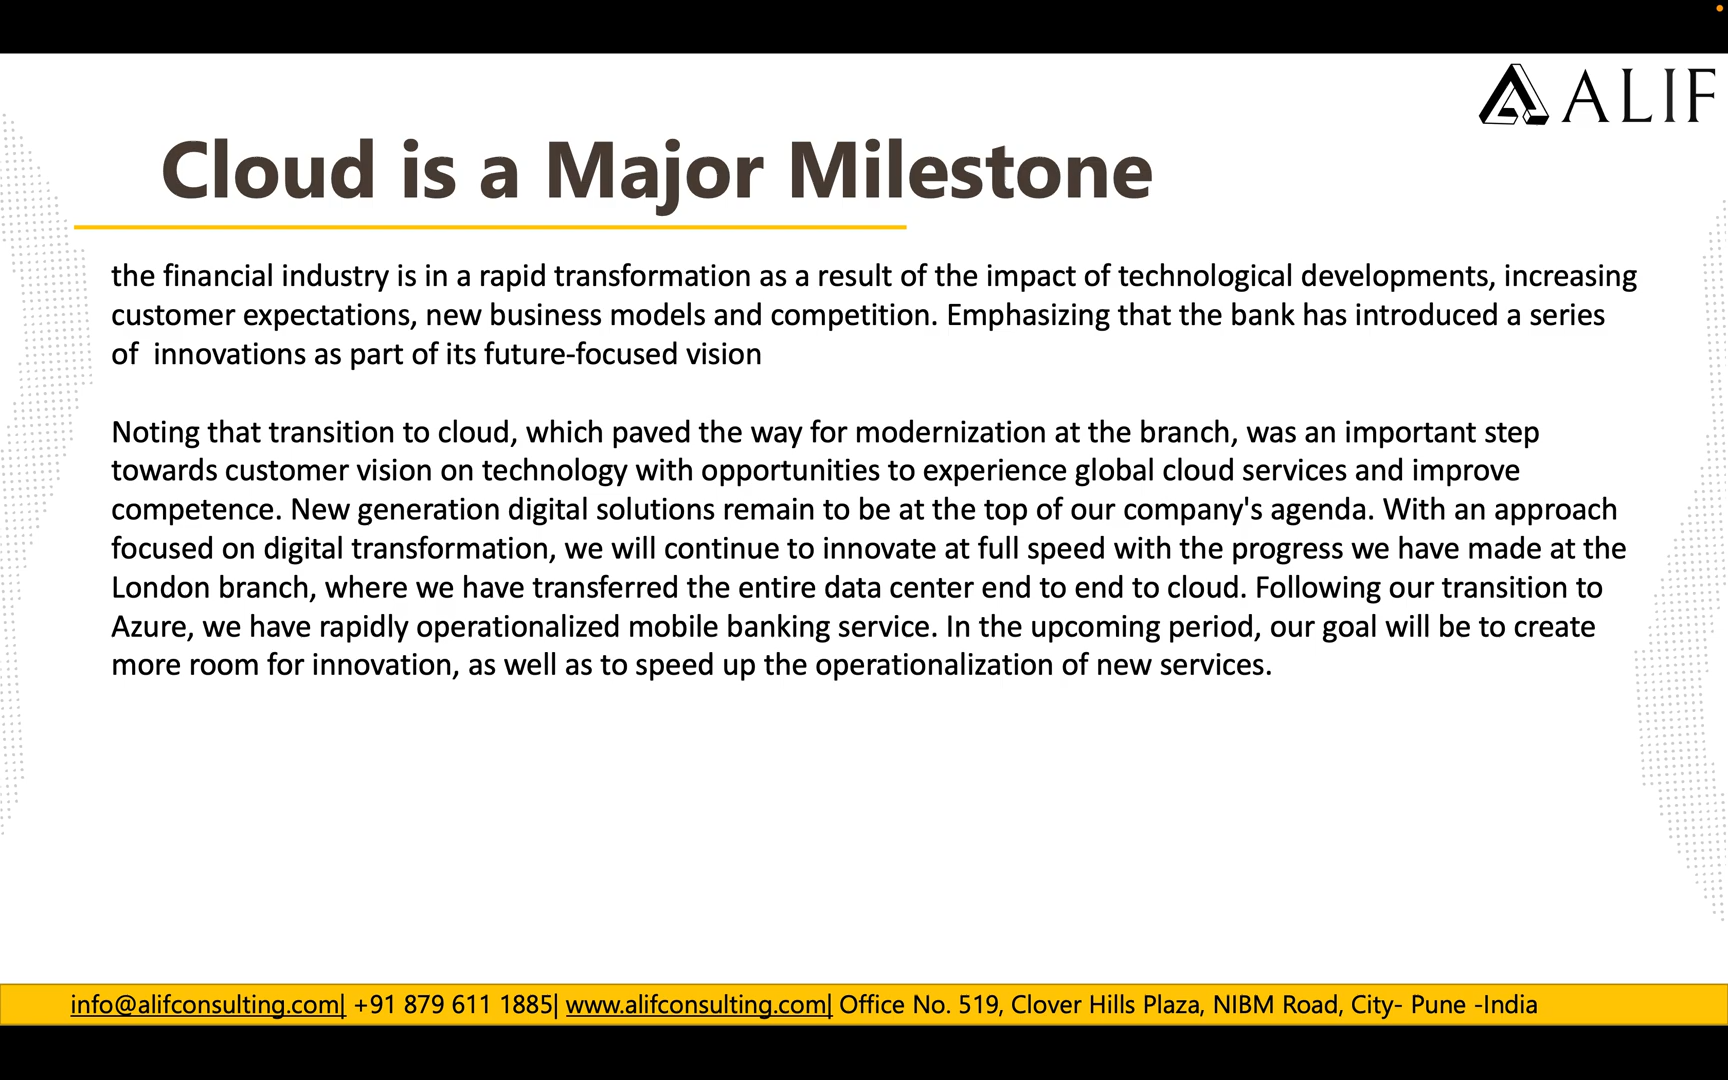 ALIF
Cloud is a Major Milestone
the financial industry is in a rapid transformation as a result of the impact of technological developments, increasing
customer expectations, new business models and competition. Emphasizing that the bank has introduced a series
of  innovations as part of its future-focused vision
Noting that transition to cloud, which paved the way for modernization at the branch, was an important step
towards customer vision on technology with opportunities to experience global cloud services and improve
competence. New generation digital solutions remain to be at the top of our company's agenda. With an approach
focused on digital transformation, we will continue to innovate at full speed with the progress we have made at the
London branch, where we have transferred the entire data center end to end to cloud. Following our transition to
Azure, we have rapidly operationalized mobile banking service. In the upcoming period, our goal will be to create
more room for innovation, as well as to speed up the operationalization of new services.
info@alifconsulting.com| +91 879 611 1885| www.alifconsulting.com| Office No. 519, Clover Hills Plaza, NIBM Road, City- Pune -India